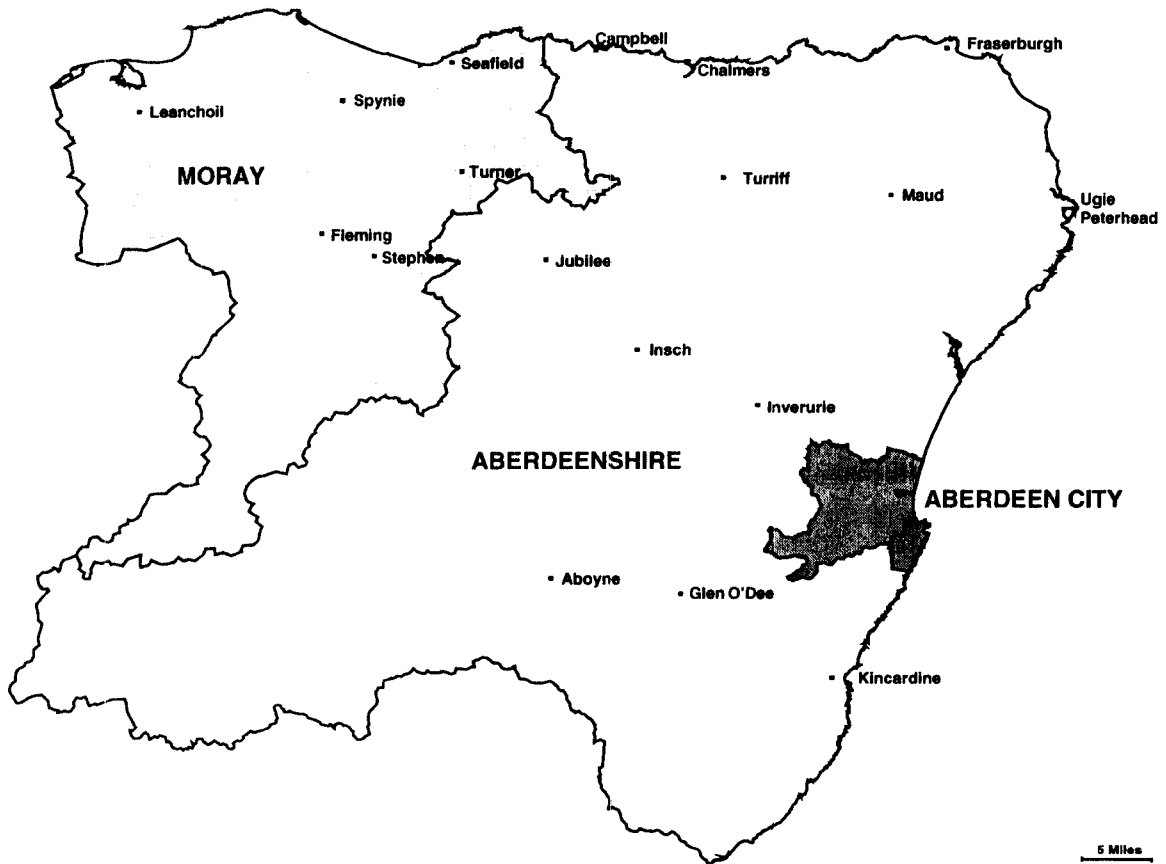 Campbell
Fraserburgh
Seafield
Chalmers
Spynie
Leanchoil
MORAY
Turner
Turriff
Maud
Ugie
Peterhead
Fleming
Stephen
Jubilee
Insch
Inverurie
ABERDEENSHIRE
ABERDEEN CITY
Aboyne
Glen O'Dee
Kincardine
5 Miles